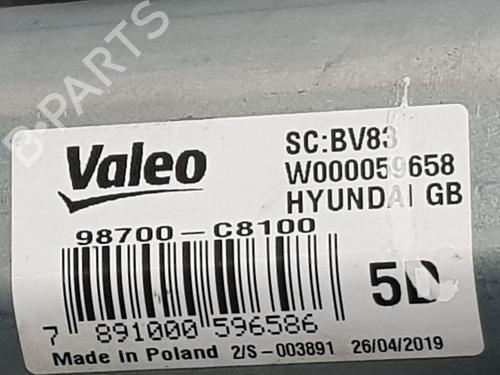 B-Parts
Valeo
SC:BV83
W000059658
HYUNDAI GB
98700-C8100
5D
7 891000 596586
Made in Poland 2/S-003891 26/04/2019